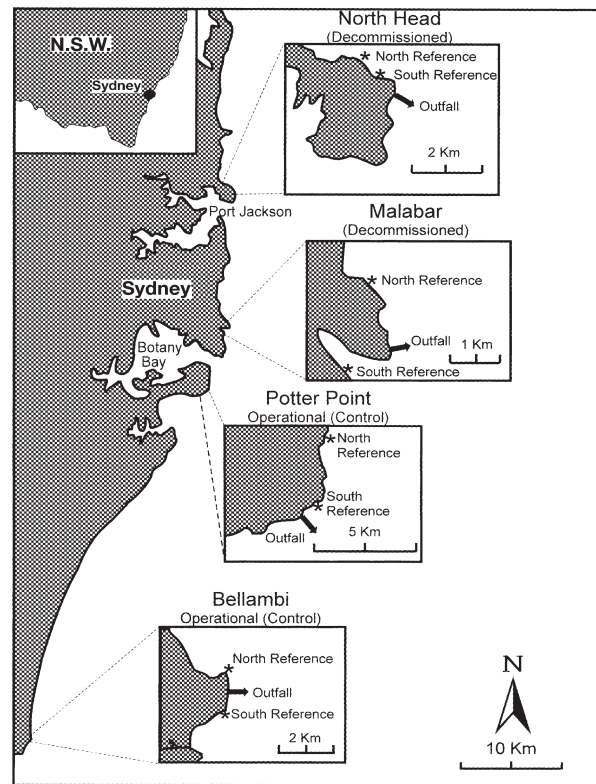 N.S.W.
Sydney
North Head
(Decommissioned)
North Reference
South Reference
Outfall
2 Km
Port Jackson
Malabar
(Decommissioned)
North Reference
Outfall
1 Km
South Reference
Sydney
Botany
Bay
Potter Point
Operational (Control)
North
Reference
South
Reference
Outfall
5 Km
Bellambi
Operational (Control)
North Reference
Outfall
South Reference
2 Km
N
10 Km